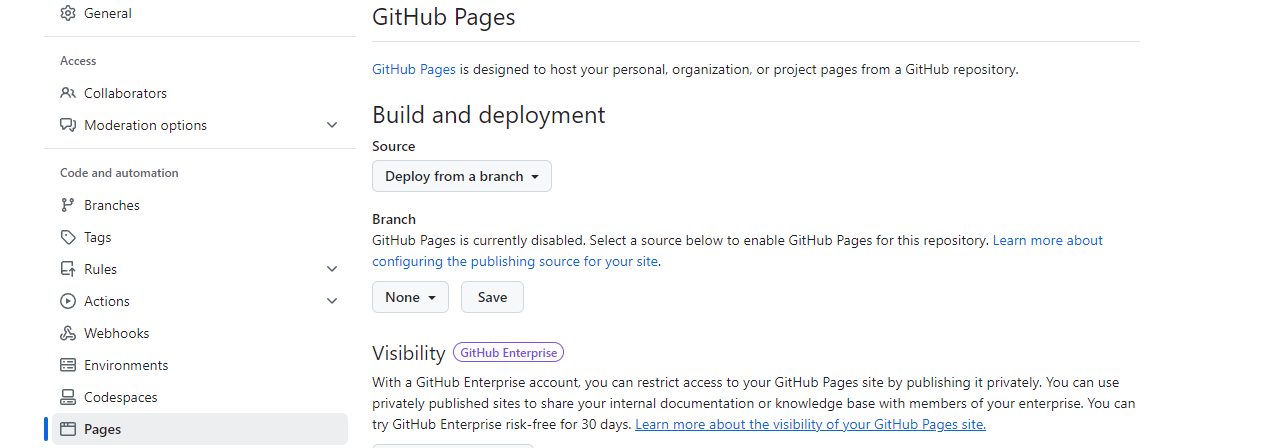 General
Access
Collaborators
Moderation options
Code and automation
Branches
Tags
Rules
Actions
Webhooks
Environments
Codespaces
Pages
GitHub Pages
GitHub Pages is designed to host your personal, organization, or project pages from a GitHub repository.
Build and deployment
Source
Deploy from a branch
Branch
GitHub Pages is currently disabled. Select a source below to enable GitHub Pages for this repository. Learn more about
configuring the publishing source for your site.
None
Save
Visibility GitHub Enterprise
With a GitHub Enterprise account, you can restrict access to your GitHub Pages site by publishing it privately. You can use
privately published sites to share your internal documentation or knowledge base with members of your enterprise. You can
try GitHub Enterprise risk-free for 30 days. Learn more about the visibility of your GitHub Pages site.